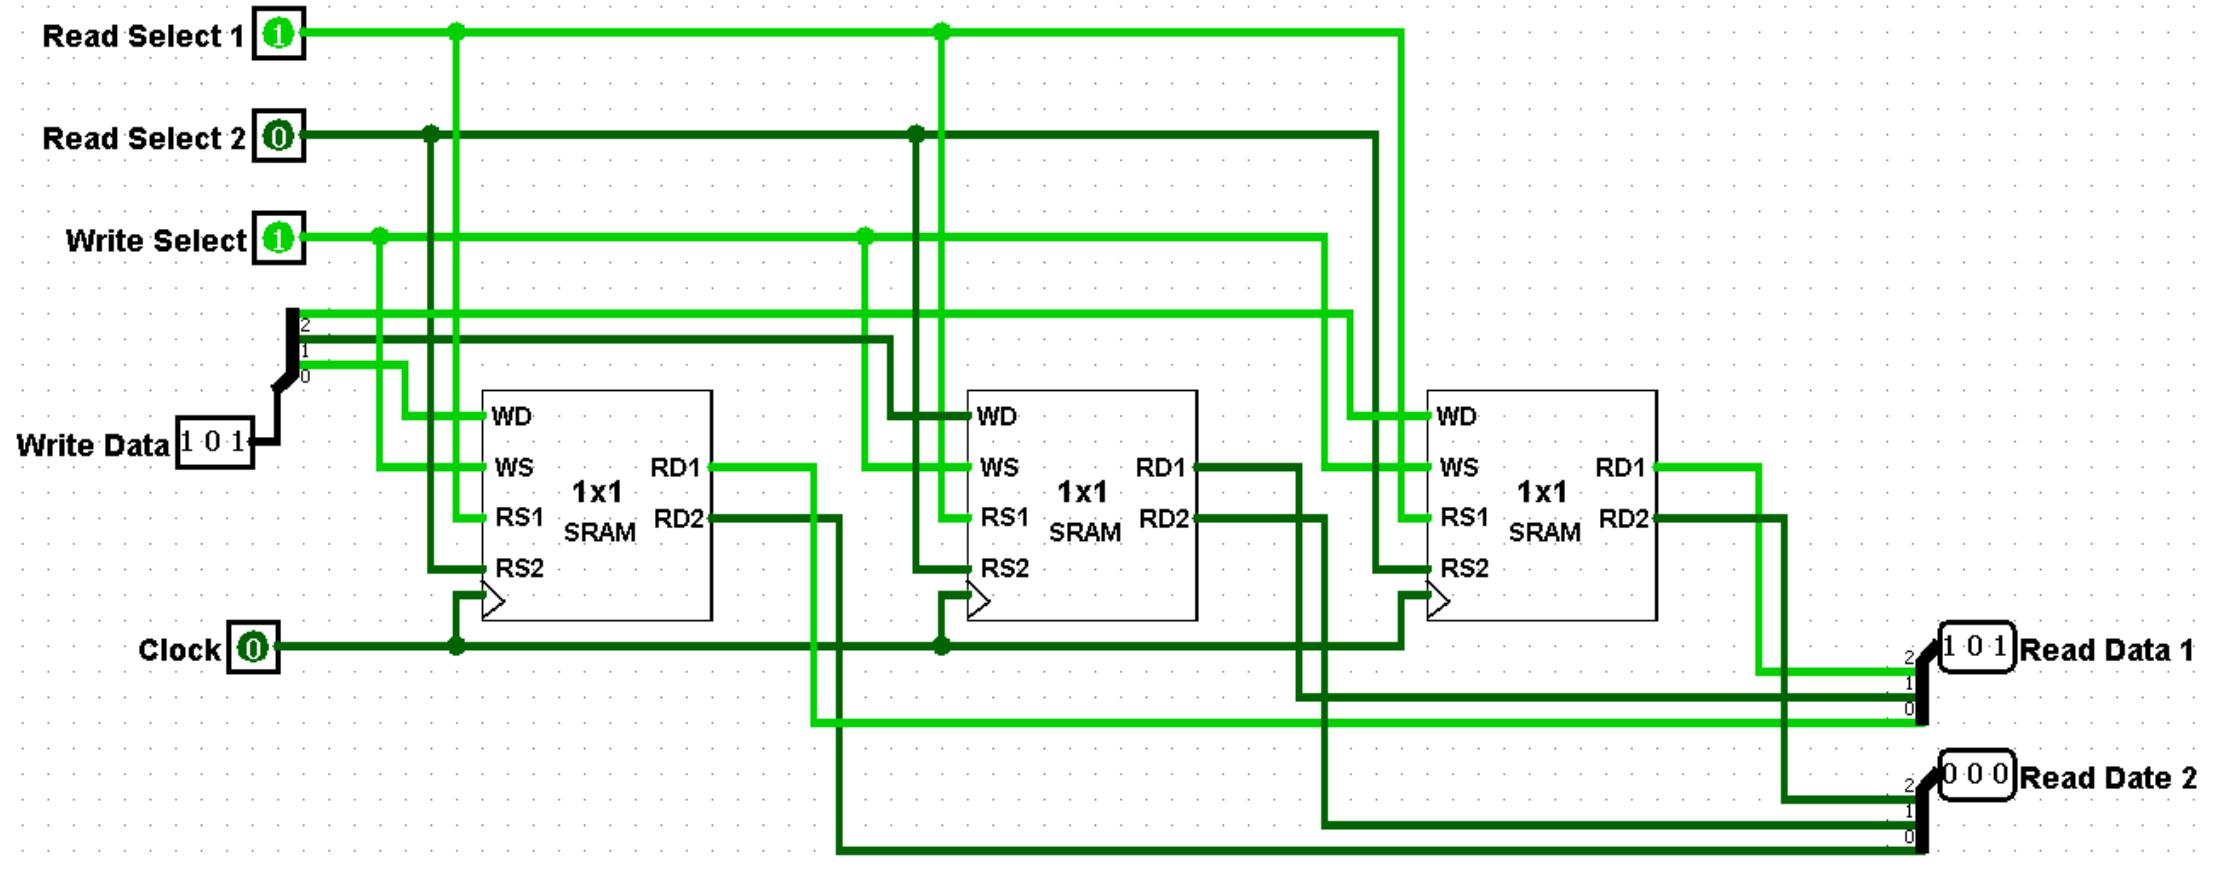 Read Select 1 1
Read Select 2 0
Write Select 1
2
1
0
Write Data 1 0 1
WD
WS
RS1
RS2
1x1
SRAM
RD1
RD2
WD
WS
RS1
RS2
1x1
SRAM
RD1
RD2
WD
WS
RS1
RS2
1x1
SRAM
RD1
RD2
Clock 0
2
1
0
1 0 1 Read Data 1
2
1
0
0 0 0 Read Date 2